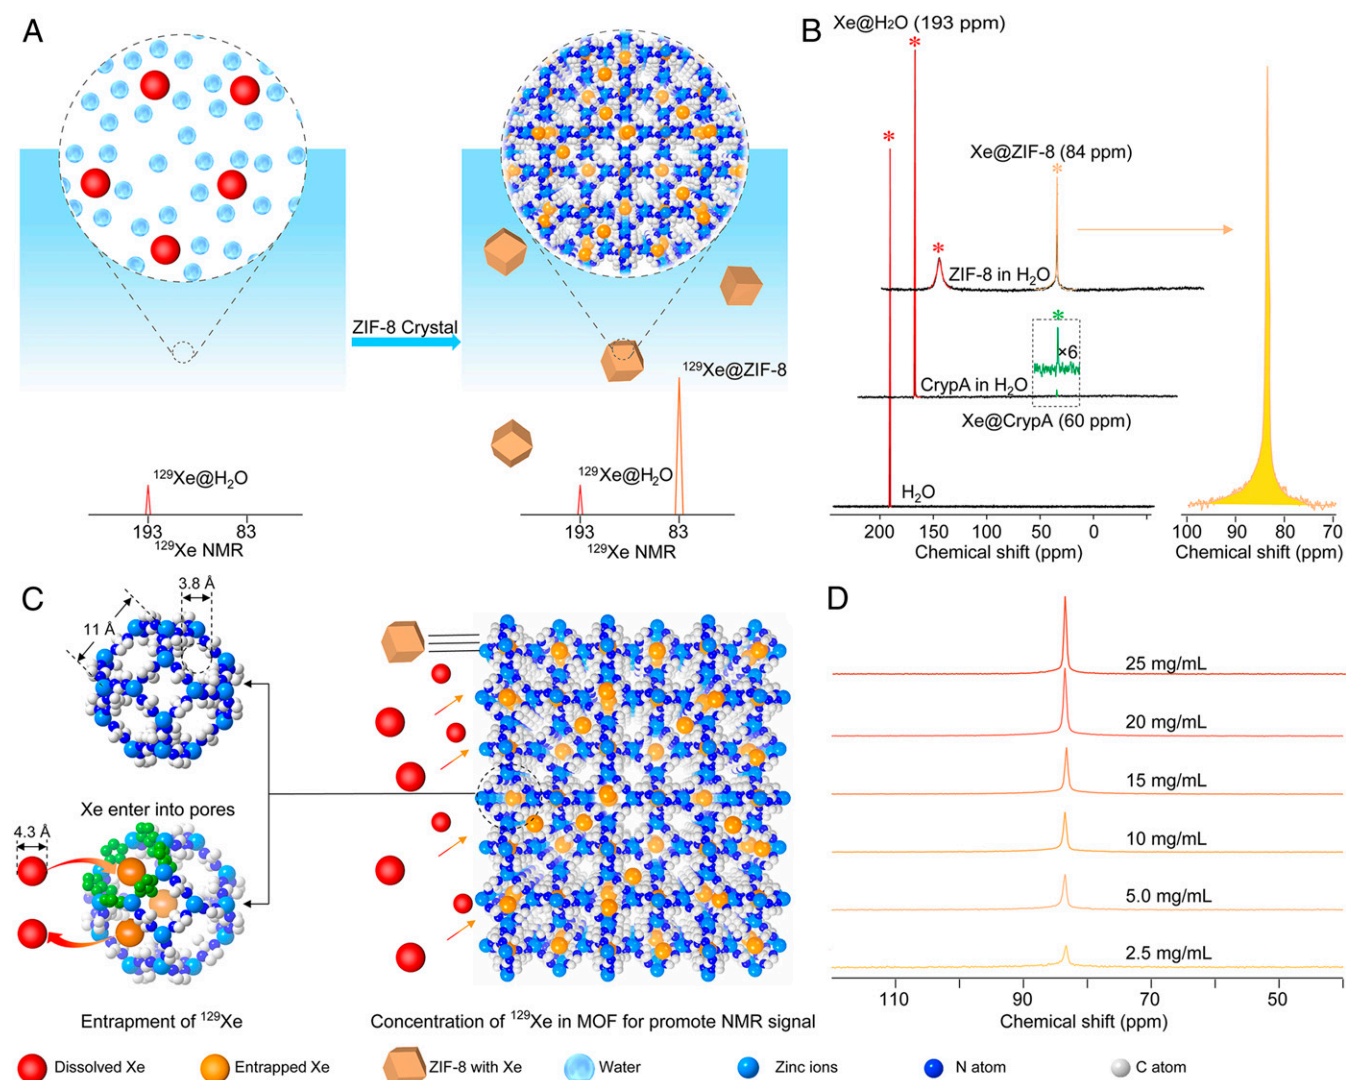 A
ZIF-8 Crystal
¹²⁹Xe@ZIF-8
¹²⁹Xe@H₂O
193
83
¹²⁹Xe NMR
¹²⁹Xe@H₂O
193
83
¹²⁹Xe NMR
B
Xe@H₂O (193 ppm)
*
*
*
Xe@ZIF-8 (84 ppm)
*
ZIF-8 in H₂O
*
×6
CrypA in H₂O
Xe@CrypA (60 ppm)
H₂O
200 150 100 50 0
Chemical shift (ppm)
100 90 80 70
Chemical shift (ppm)
C
3.8 Å
11 Å
Xe enter into pores
4.3 Å
Entrapment of ¹²⁹Xe
Concentration of ¹²⁹Xe in MOF for promote NMR signal
D
25 mg/mL
20 mg/mL
15 mg/mL
10 mg/mL
5.0 mg/mL
2.5 mg/mL
110 90 70 50
Chemical shift (ppm)
Dissolved Xe
Entrapped Xe
ZIF-8 with Xe
Water
Zinc ions
N atom
C atom